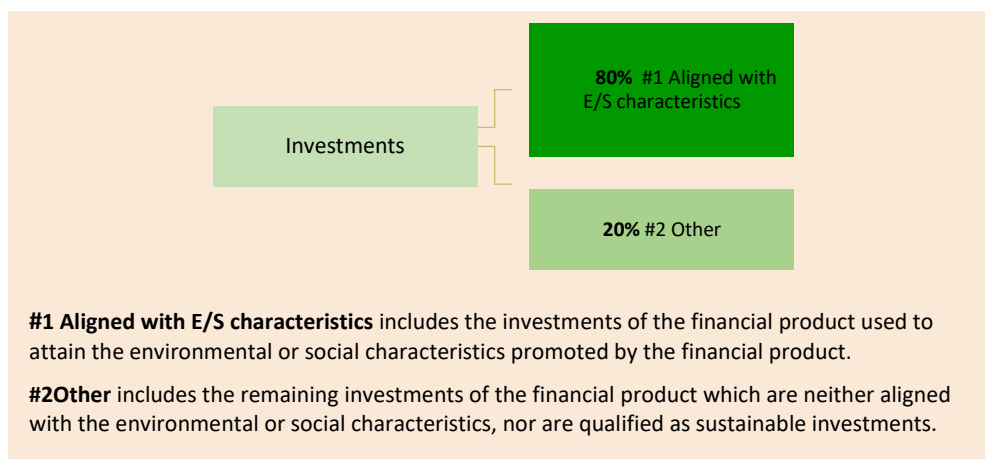 80% #1 Aligned with
E/S characteristics
Investments
20% #2 Other
#1 Aligned with E/S characteristics includes the investments of the financial product used to
attain the environmental or social characteristics promoted by the financial product.
#2Other includes the remaining investments of the financial product which are neither aligned
with the environmental or social characteristics, nor are qualified as sustainable investments.